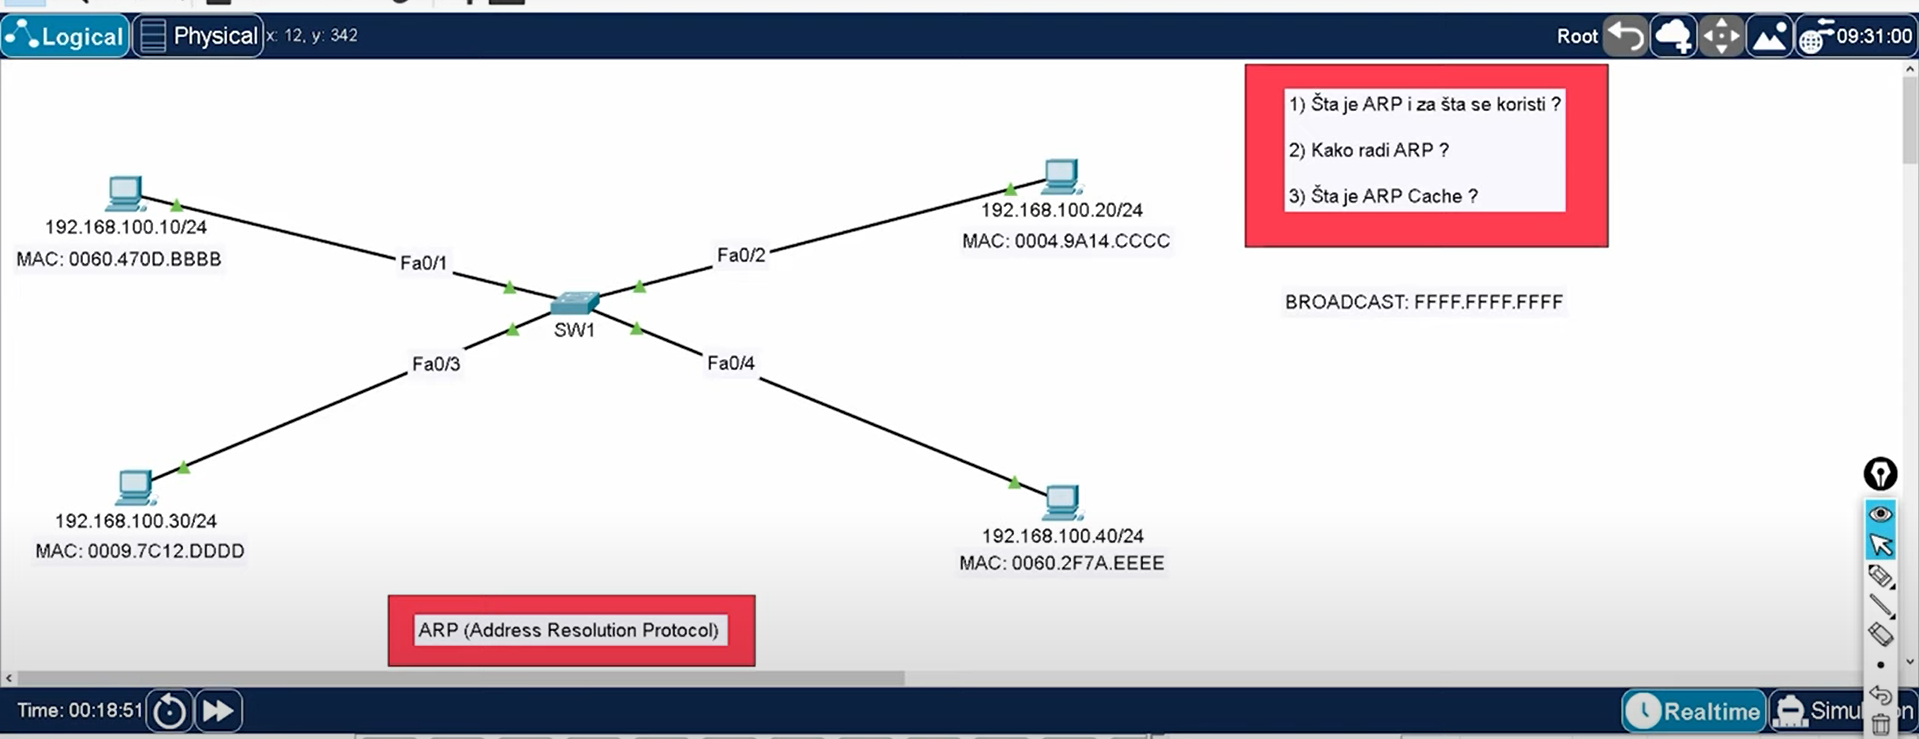 Logical
Physical
x: 12, y: 342
Root
09:31:00
1) Šta je ARP i za šta se koristi ?
2) Kako radi ARP ?
3) Šta je ARP Cache ?
192.168.100.10/24
MAC: 0060.470D.BBBB
192.168.100.20/24
MAC: 0004.9A14.CCCC
Fa0/1
Fa0/2
BROADCAST: FFFF.FFFF.FFFF
SW1
Fa0/3
Fa0/4
192.168.100.30/24
MAC: 0009.7C12.DDDD
192.168.100.40/24
MAC: 0060.2F7A.EEEE
ARP (Address Resolution Protocol)
Time: 00:18:51
Realtime